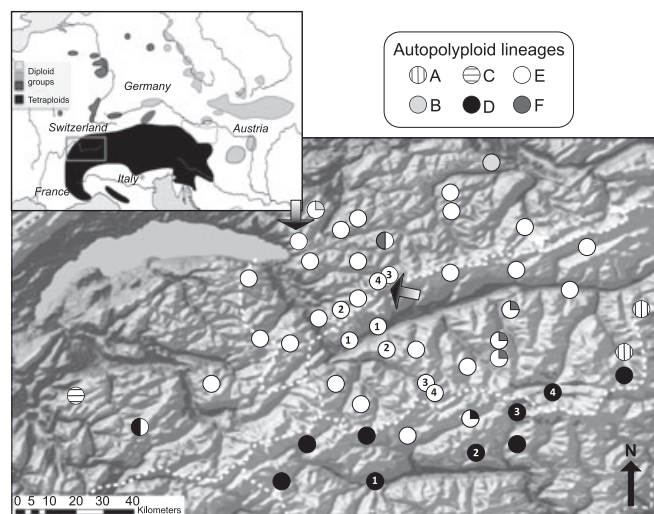 Diploid
groups
Tetraploids
Germany
Switzerland
Austria
France
Italy
Autopolyploid lineages
A C E
B D F
3
4
2
1
1
2
3
4
4
3
2
1
N
0 5 10 20 30 40
Kilometers